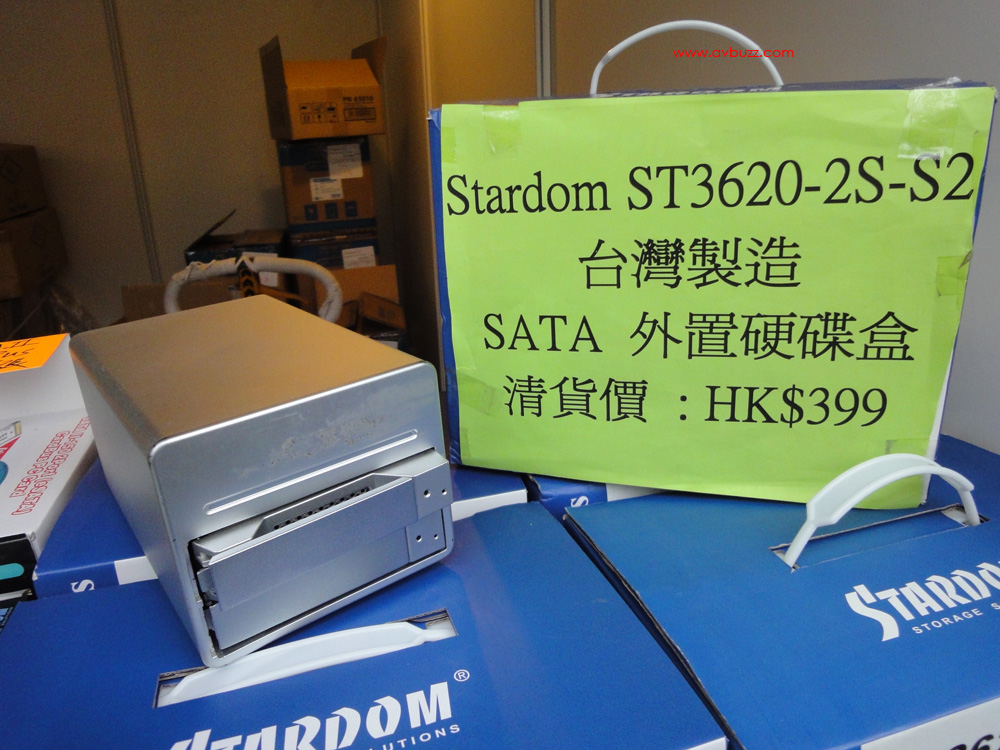 www.avbuzz.com
Stardom ST3620-2S-S2
台灣製造
SATA 外置硬碟盒
清貨價 : HK$399
STARDOM
STORAGE S
STARDOM®
OLUTIONS